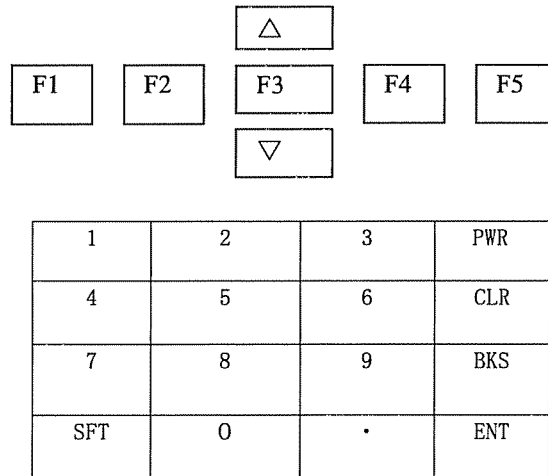 △
F1 F2 F3 F4 F5
▽
1 2 3 PWR
4 5 6 CLR
7 8 9 BKS
SFT 0 · ENT